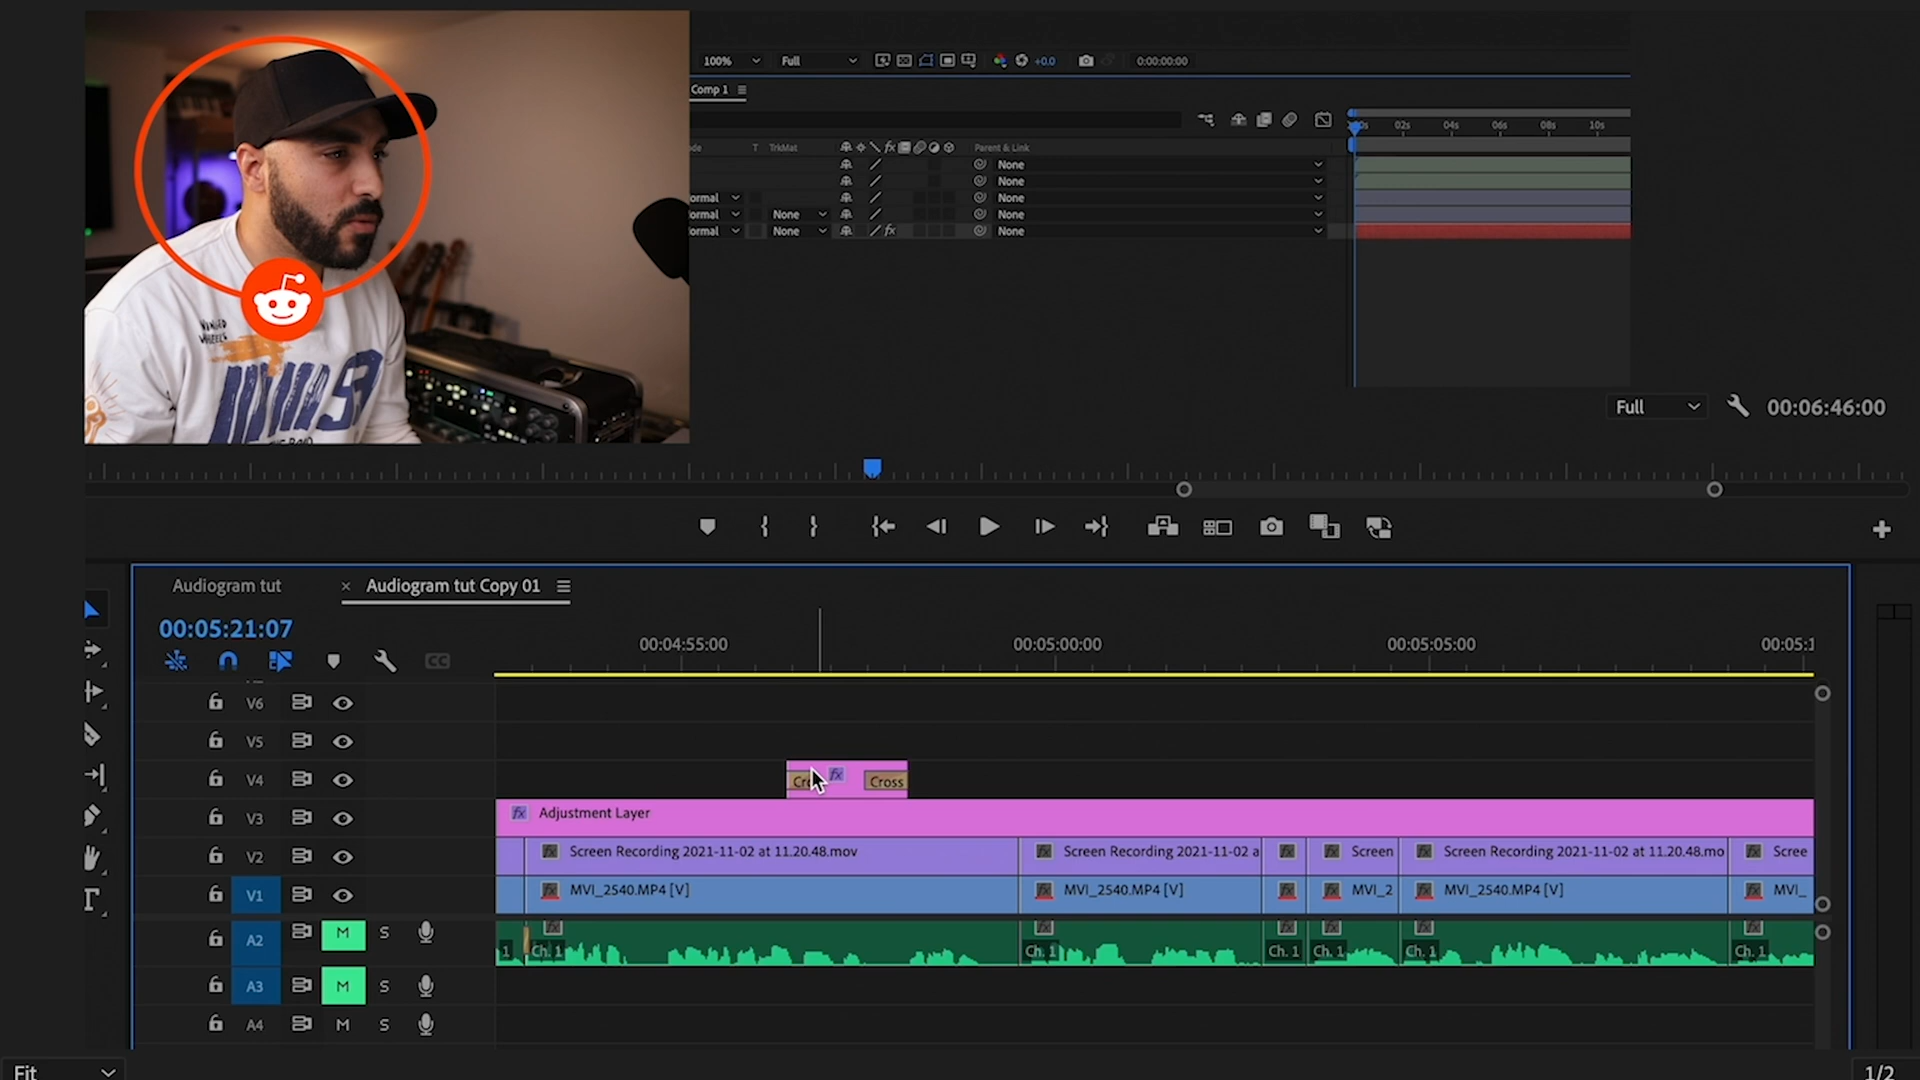 100% Full +0.0 0:00:00:00
Comp 1
00s 02s 04s 06s 08s 10s
T TrkMat Parent & Link
None
None
None
None None
None None
Full 00:06:46:00
Audiogram tut Audiogram tut Copy 01
00:05:21:07
00:04:55:00 00:05:00:00 00:05:05:00
V6
V5
V4 Cross
V3 Adjustment Layer
V2 Screen Recording 2021-11-02 at 11.20.48.mov Screen Recording 2021-11-02 a Screen Screen Recording 2021-11-02 at 11.20.48.mo Scree
V1 MVI_2540.MP4 [V] MVI_2540.MP4 [V] MVI_2 MVI_2540.MP4 [V] MVI_
A2 M S 1 Ch. 1 Ch. 1 Ch. 1 Ch. 1 Ch. 1 Ch. 1
A3 M S
A4 M S
Fit 1/2